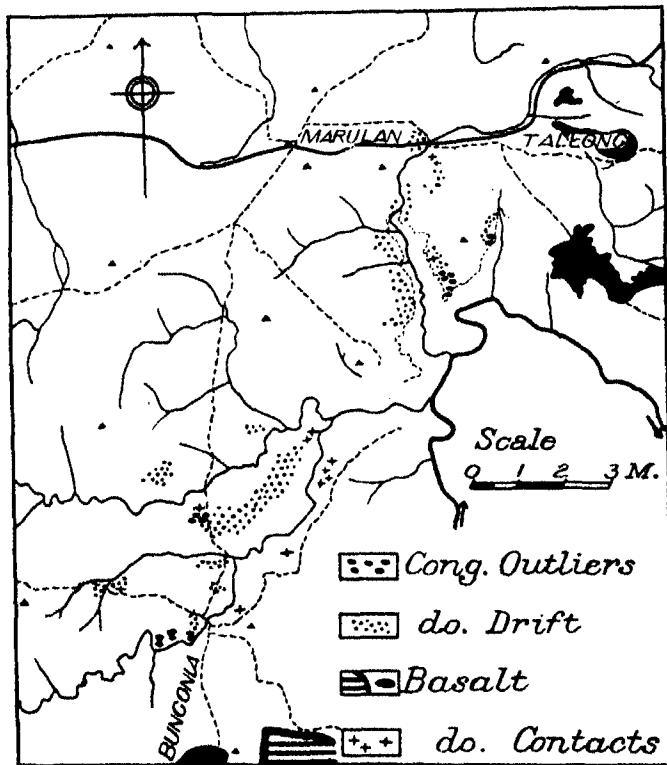 MARULAN
TALLONG
Scale
0 1 2 3 M.
Cong. Outliers
do. Drift
Basalt
do. Contacts
BUNGONIA